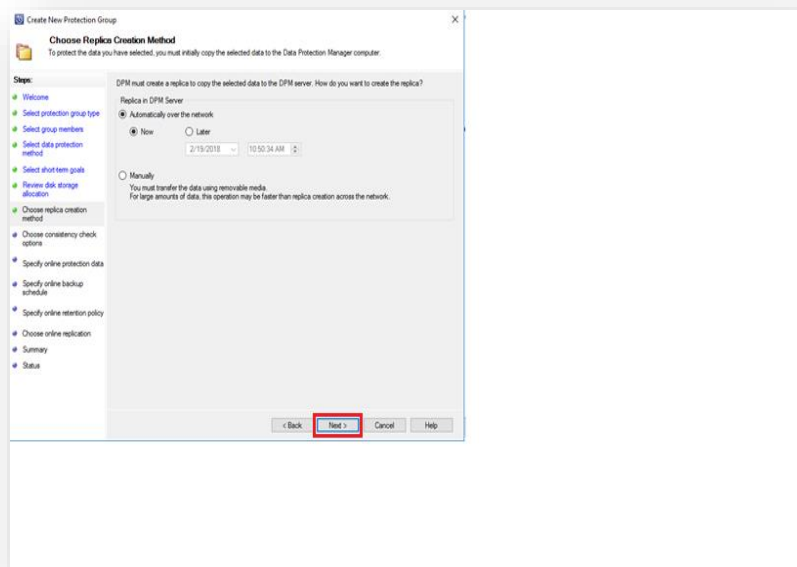 Create New Protection Group
Choose Replica Creation Method
To protect the data you have selected, you must initially copy the selected data to the Data Protection Manager computer.
Steps:
Welcome
Select protection group type
Select group members
Select data protection
method
Select short-term goals
Review disk storage
allocation
Choose replica creation
method
Choose consistency check
options
Specify online protection data
Specify online backup
schedule
Specify online retention policy
Choose online replication
Summary
Status
DPM must create a replica to copy the selected data to the DPM server. How do you want to create the replica?
Replica in DPM Server
Automatically over the network
Now Later
2/19/2018 10:50:34 AM
Manually
You must transfer the data using removable media.
For large amounts of data, this operation may be faster than replica creation across the network.
< Back Next > Cancel Help